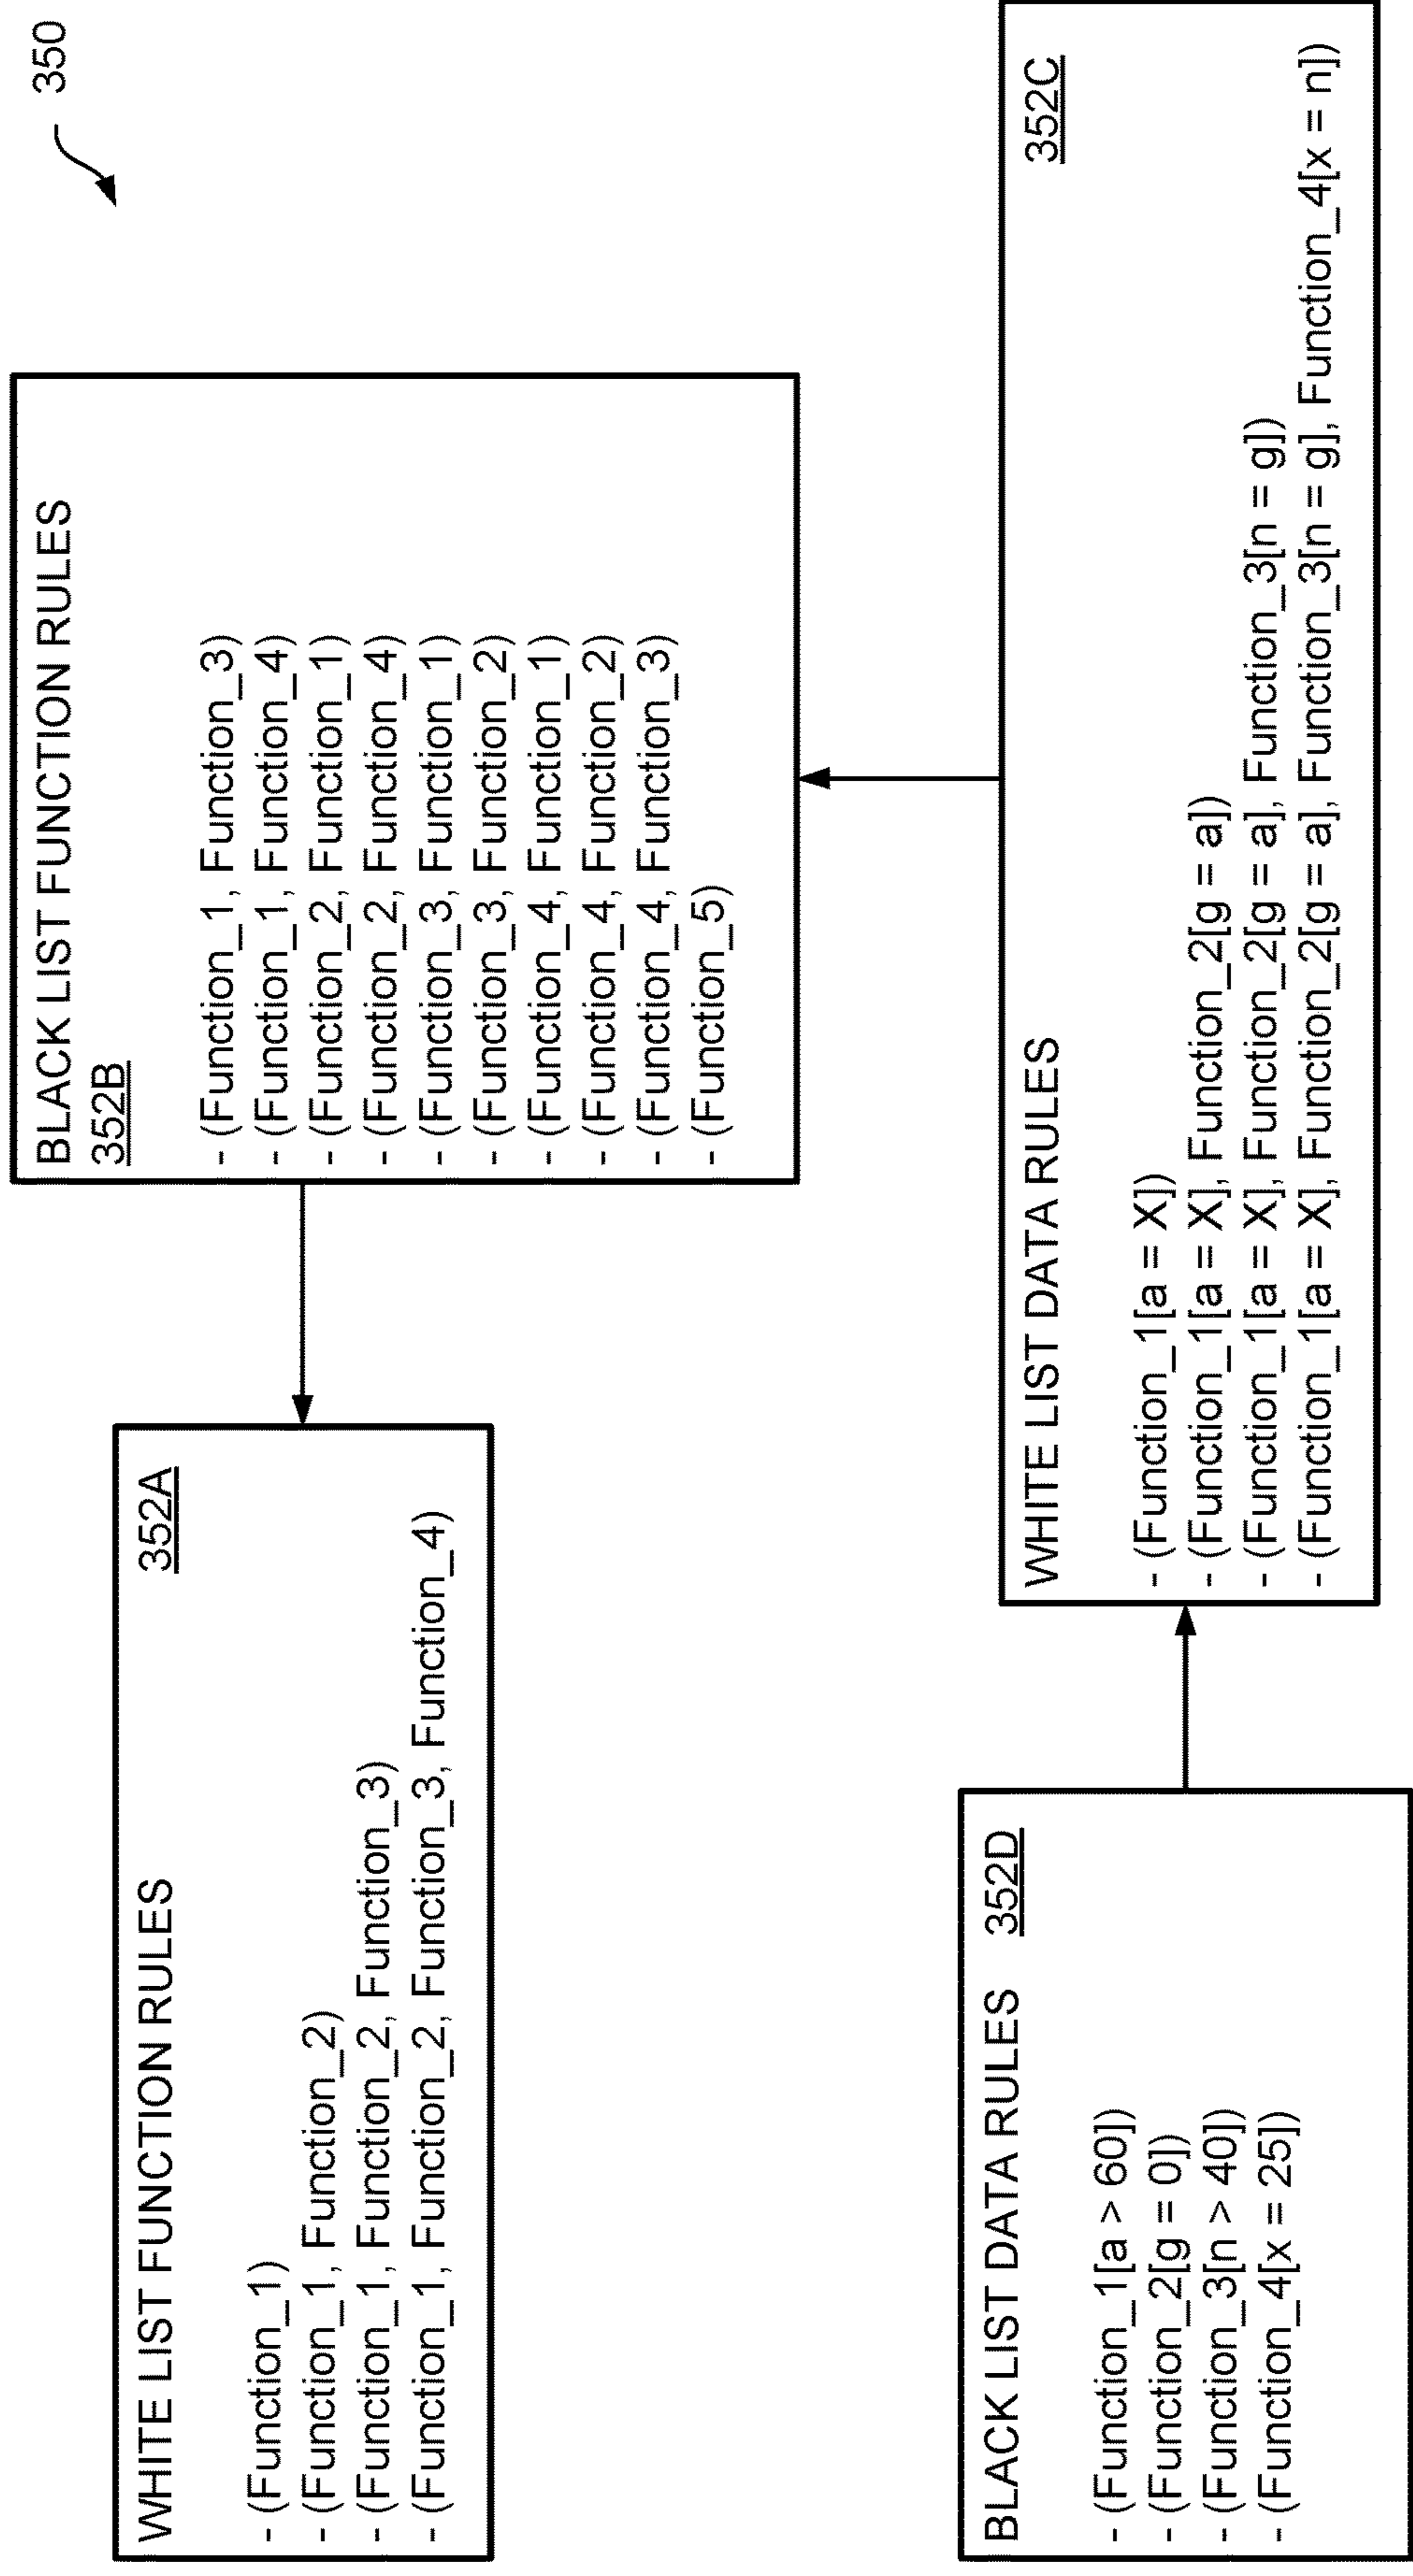 350
WHITE LIST FUNCTION RULES
352A
- (Function_1)
- (Function_1, Function_2)
- (Function_1, Function_2, Function_3)
- (Function_1, Function_2, Function_3, Function_4)
BLACK LIST FUNCTION RULES
352B
- (Function_1, Function_3)
- (Function_1, Function_4)
- (Function_2, Function_1)
- (Function_2, Function_4)
- (Function_3, Function_1)
- (Function_3, Function_2)
- (Function_4, Function_1)
- (Function_4, Function_2)
- (Function_4, Function_3)
- (Function_5)
BLACK LIST DATA RULES 352D
- (Function_1[a > 60])
- (Function_2[g = 0])
- (Function_3[n > 40])
- (Function_4[x = 25])
WHITE LIST DATA RULES
352C
- (Function_1[a = X])
- (Function_1[a = X], Function_2[g = a])
- (Function_1[a = X], Function_2[g = a], Function_3[n = g])
- (Function_1[a = X], Function_2[g = a], Function_3[n = g], Function_4[x = n])